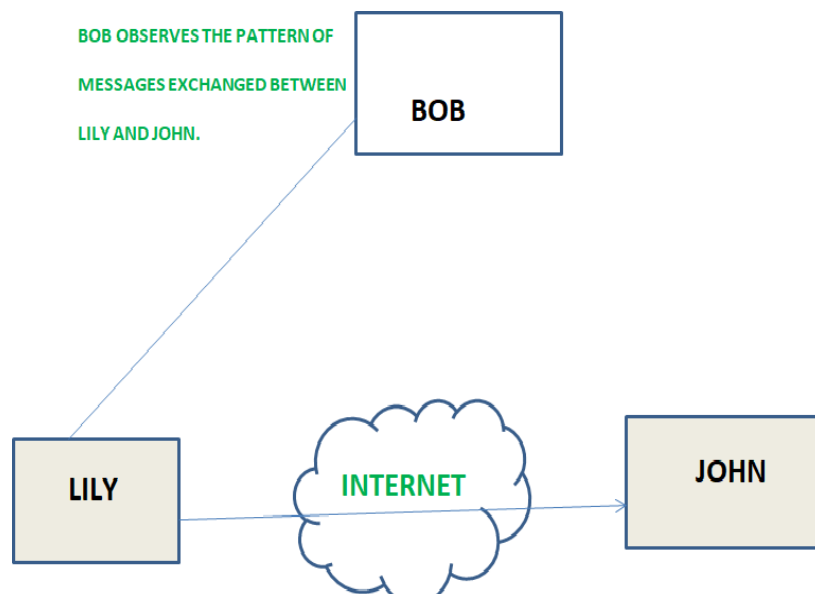 BOB OBSERVES THE PATTERN OF
MESSAGES EXCHANGED BETWEEN
LILY AND JOHN.
BOB
LILY
INTERNET
JOHN